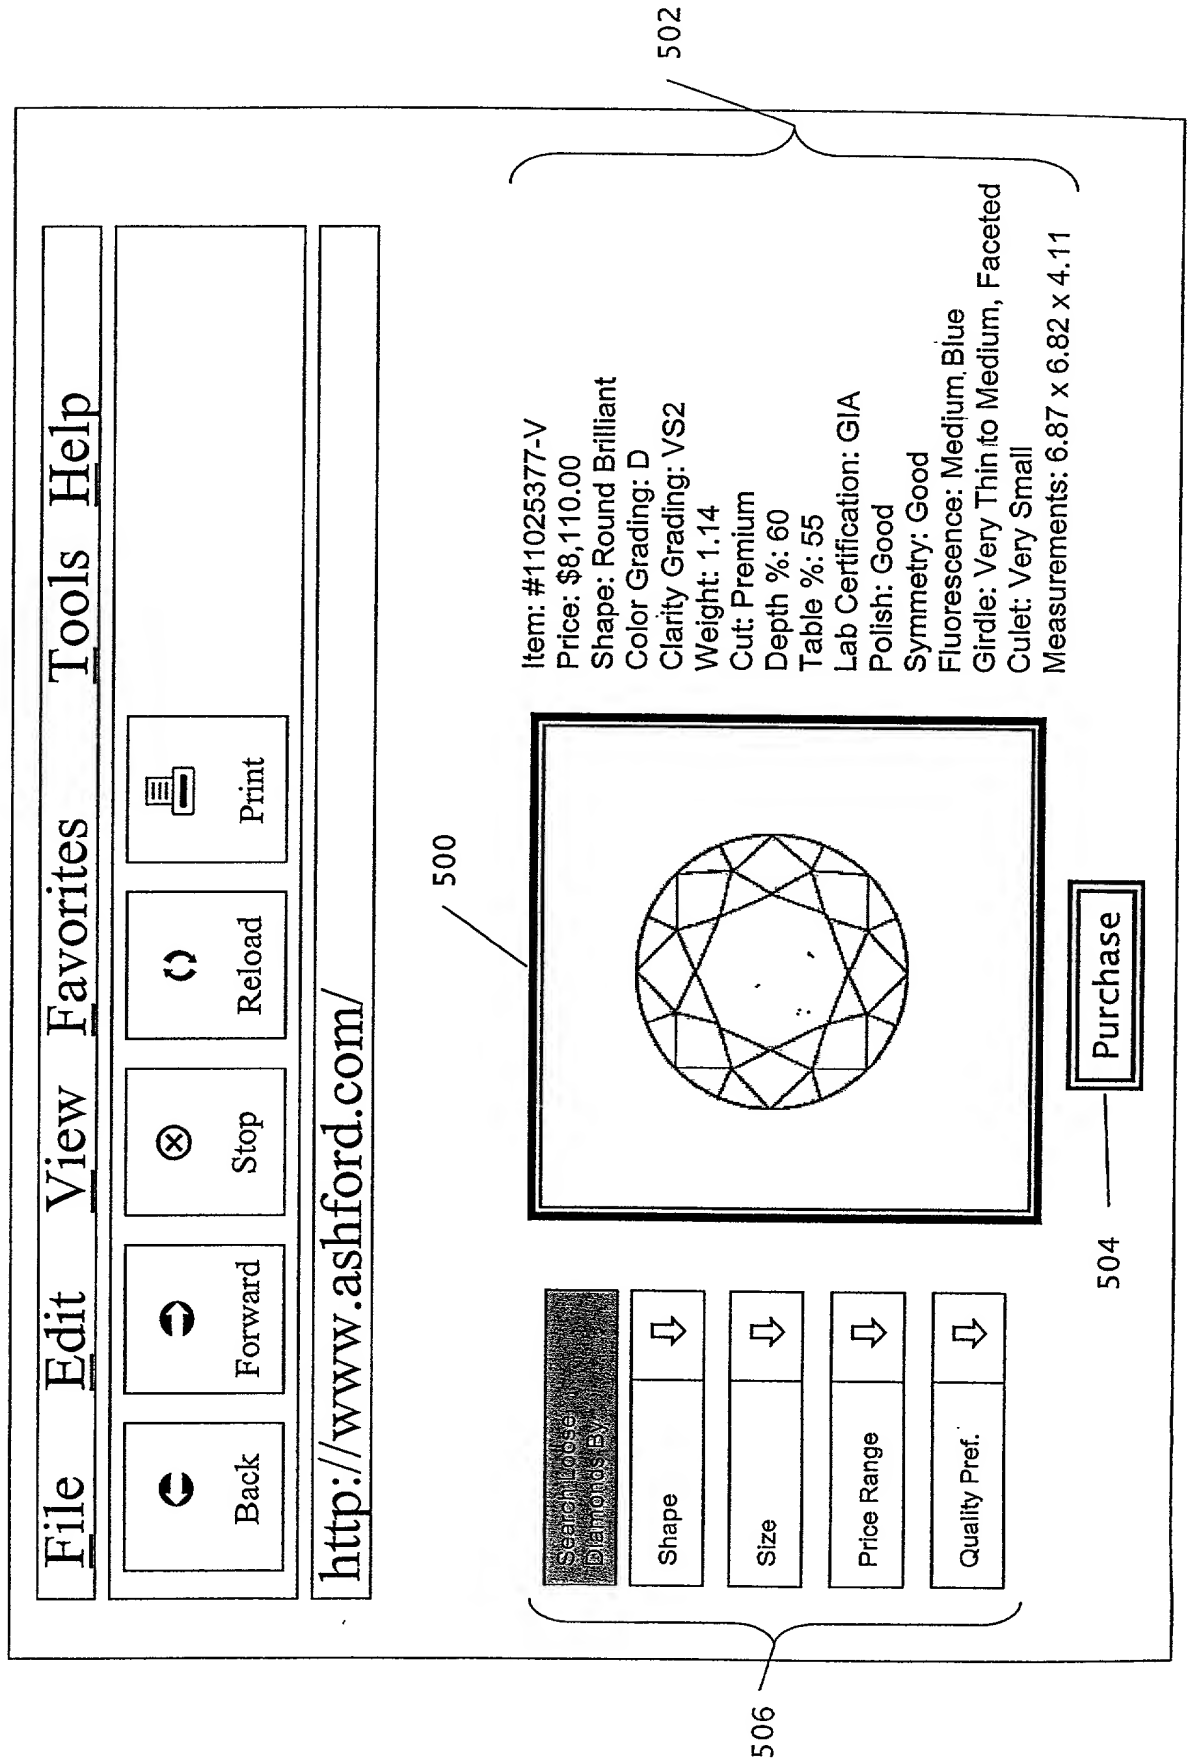 File Edit View Favorites Tools Help
Back Forward Stop Reload Print
http://www.ashford.com/
500
502
Search Loose
Diamonds By
Shape
Size
Price Range
Quality Pref.
506
Item: #11025377-V
Price: $8,110.00
Shape: Round Brilliant
Color Grading: D
Clarity Grading: VS2
Weight: 1.14
Cut: Premium
Depth %: 60
Table %: 55
Lab Certification: GIA
Polish: Good
Symmetry: Good
Fluorescence: Medium Blue
Girdle: Very Thin to Medium, Faceted
Culet: Very Small
Measurements: 6.87 x 6.82 x 4.11
Purchase
504